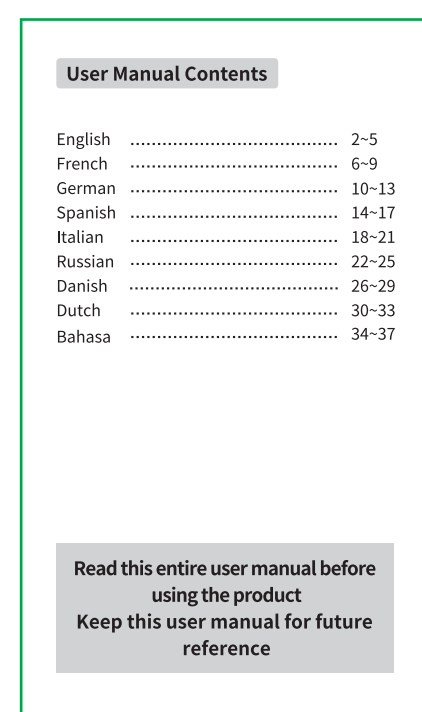 User Manual Contents
English ........................................ 2~5
French ........................................ 6~9
German ........................................ 10~13
Spanish ........................................ 14~17
Italian ........................................ 18~21
Russian ........................................ 22~25
Danish ........................................ 26~29
Dutch ........................................ 30~33
Bahasa ........................................ 34~37
Read this entire user manual before
using the product
Keep this user manual for future
reference